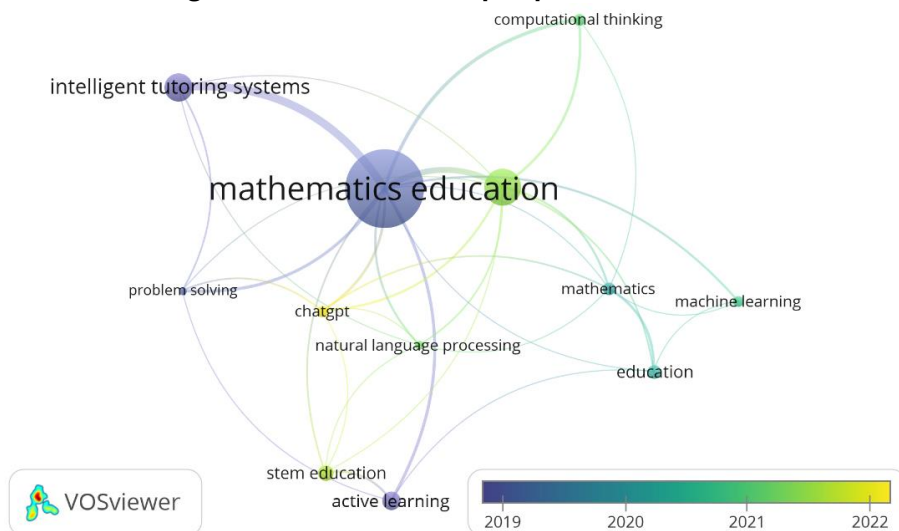 computational thinking
intelligent tutoring systems
mathematics education
problem solving
mathematics
machine learning
chatgpt
natural language processing
education
stem education
active learning
VOSviewer
2019 2020 2021 2022